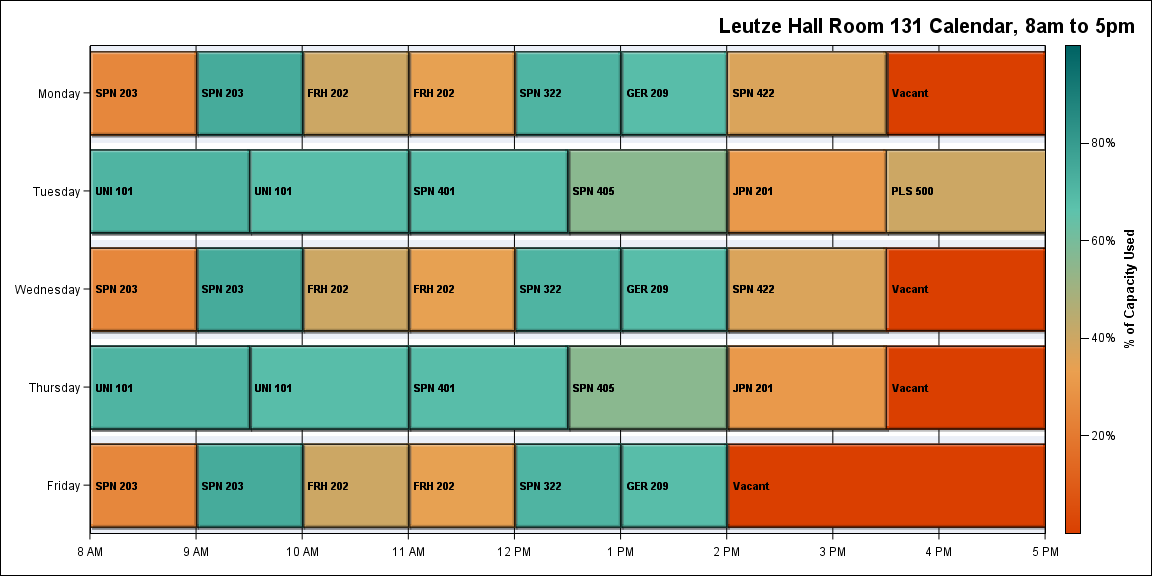 Leutze Hall Room 131 Calendar, 8am to 5pm
Monday
SPN 203
SPN 203
FRH 202
FRH 202
SPN 322
GER 209
SPN 422
Vacant
Tuesday
UNI 101
UNI 101
SPN 401
SPN 405
JPN 201
PLS 500
Wednesday
SPN 203
SPN 203
FRH 202
FRH 202
SPN 322
GER 209
SPN 422
Vacant
Thursday
UNI 101
UNI 101
SPN 401
SPN 405
JPN 201
Vacant
Friday
SPN 203
SPN 203
FRH 202
FRH 202
SPN 322
GER 209
Vacant
8 AM
9 AM
10 AM
11 AM
12 PM
1 PM
2 PM
3 PM
4 PM
5 PM
80%
60%
40%
20%
% of Capacity Used